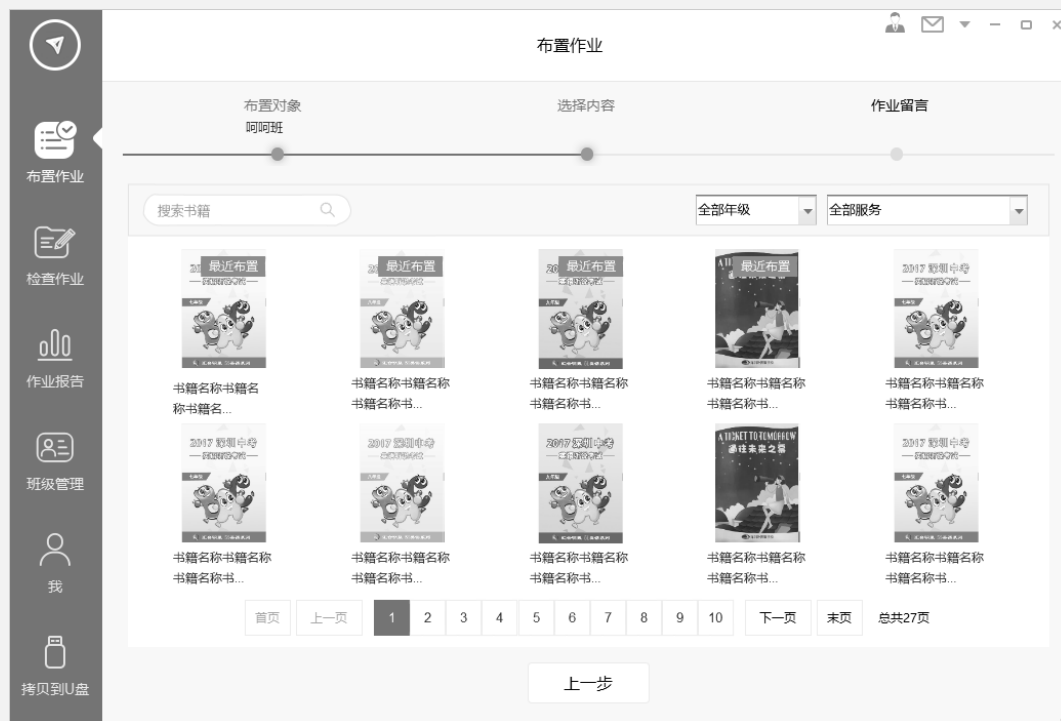 布置作业
布置对象
呵呵班
选择内容
作业留言
布置作业
检查作业
作业报告
班级管理
我
拷贝到U盘
搜索书籍
全部年级
全部服务
最近布置
最近布置
最近布置
最近布置
2017 深圳中考
书籍名称书籍名
称书籍名...
书籍名称书籍名称
书籍名称书...
书籍名称书籍名称
书籍名称书...
书籍名称书籍名称
书籍名称书...
书籍名称书籍名称
书籍名称书...
2017 深圳中考
2017 深圳中考
2017 深圳中考
A TICKET TO TOMORROW
通往未来之票
2017 深圳中考
书籍名称书籍名称
书籍名称书...
书籍名称书籍名称
书籍名称书...
书籍名称书籍名称
书籍名称书...
书籍名称书籍名称
书籍名称书...
书籍名称书籍名称
书籍名称书...
首页 上一页 1 2 3 4 5 6 7 8 9 10 下一页 末页 总共27页
上一步